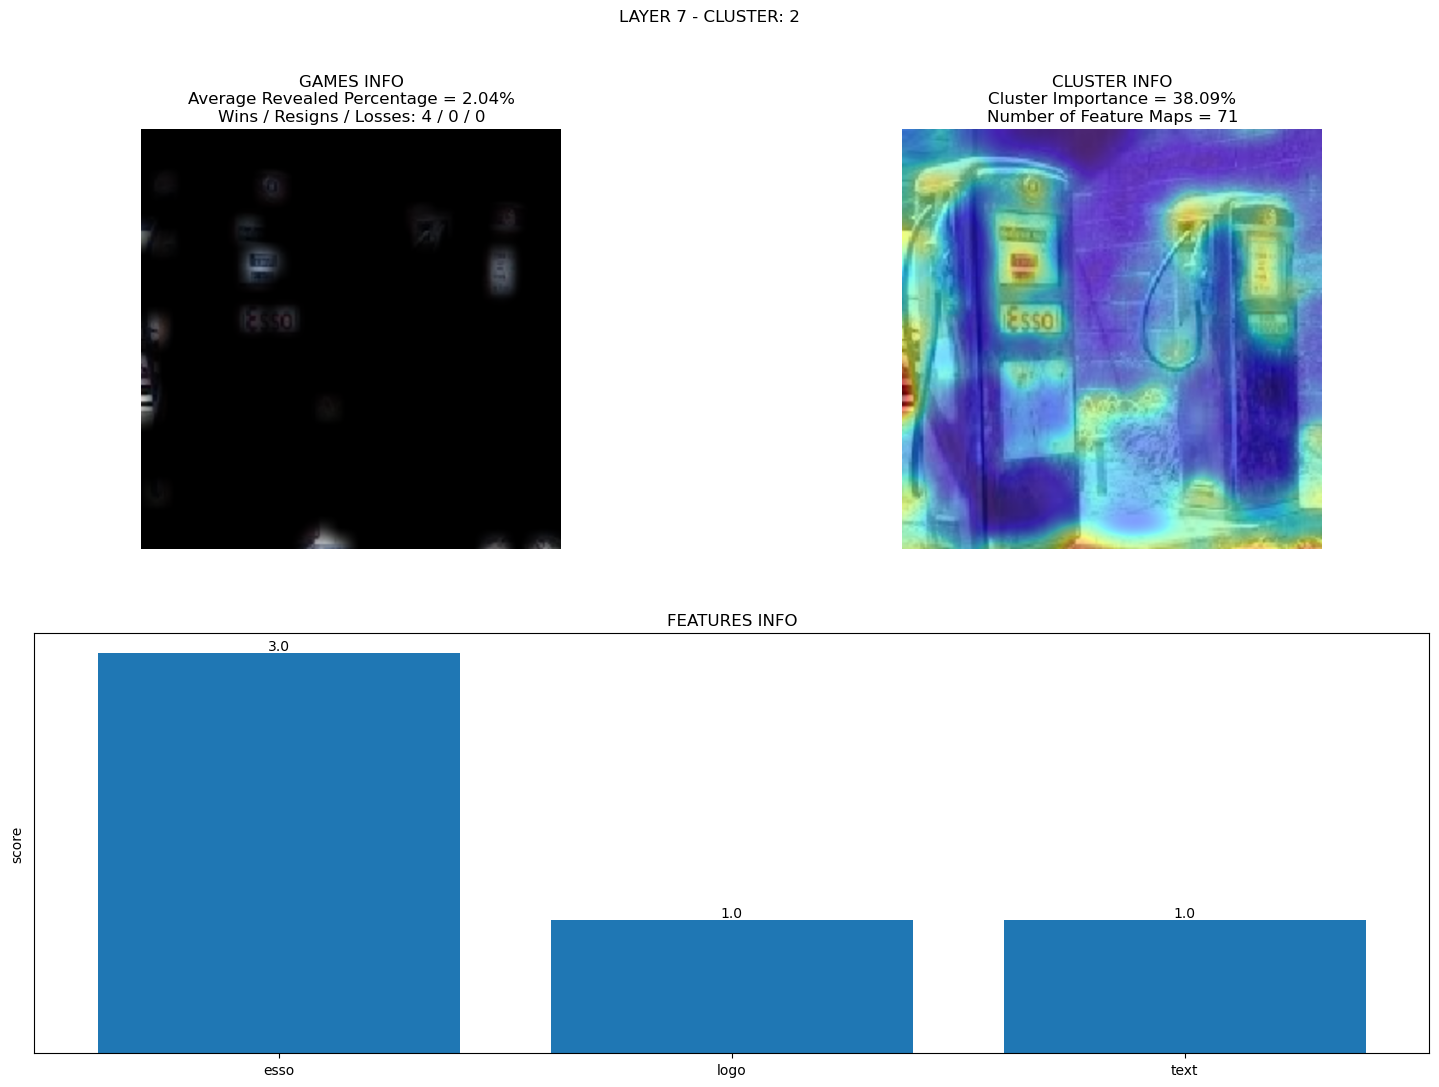 LAYER 7 - CLUSTER: 2
GAMES INFO
Average Revealed Percentage = 2.04%
Wins / Resigns / Losses: 4 / 0 / 0
CLUSTER INFO
Cluster Importance = 38.09%
Number of Feature Maps = 71
ESSO
ESSO
FEATURES INFO
score
3.0
1.0
1.0
esso
logo
text